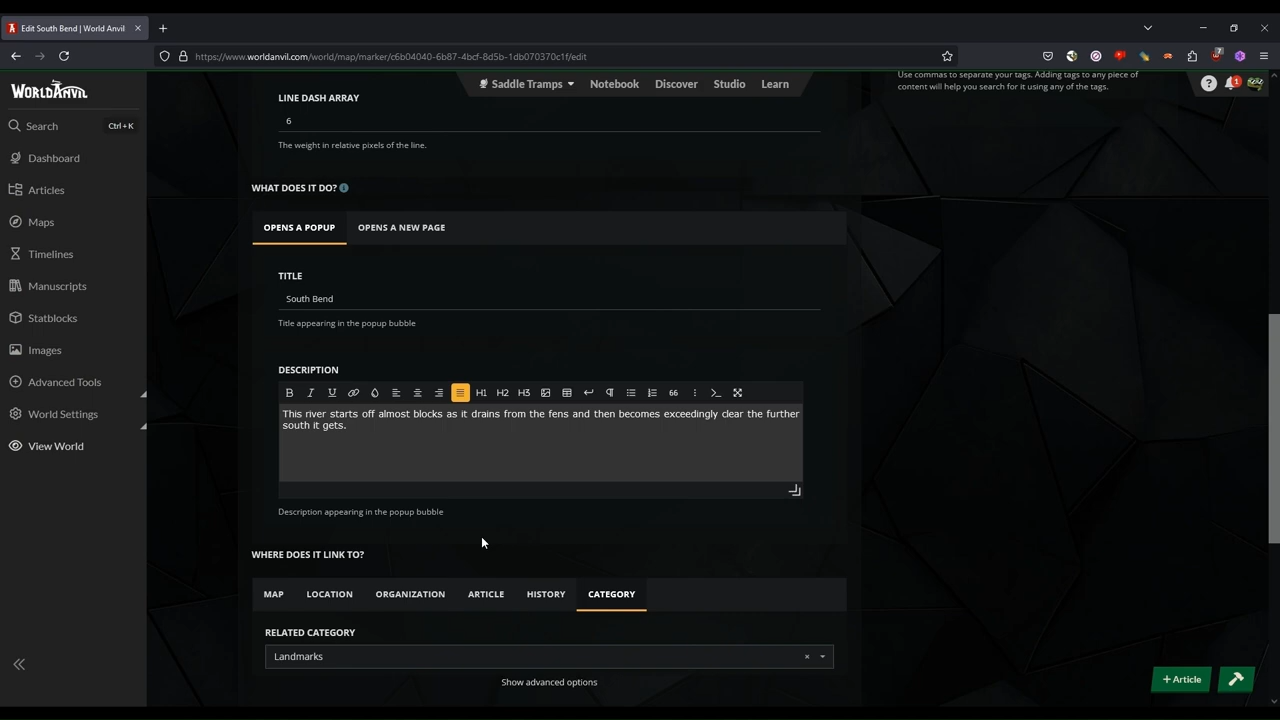 Edit South Bend | World Anvil
https://www.worldanvil.com/world/map/marker/c6b04040-6b87-4bcf-8d5b-1db070370c1f/edit
7
WORLDANVIL
Saddle Tramps
Notebook
Discover
Studio
Learn
Use commas to separate your tags. Adding tags to any piece of
content will help you search for it using any of the tags.
1
Search
Ctrl+K
Dashboard
Articles
Maps
Timelines
Manuscripts
Statblocks
Images
Advanced Tools
World Settings
View World
LINE DASH ARRAY
6
The weight in relative pixels of the line.
WHAT DOES IT DO?
OPENS A POPUP
OPENS A NEW PAGE
TITLE
South Bend
Title appearing in the popup bubble
DESCRIPTION
B I U H1 H2 H3 66
This river starts off almost blocks as it drains from the fens and then becomes exceedingly clear the further
south it gets.
Description appearing in the popup bubble
WHERE DOES IT LINK TO?
MAP
LOCATION
ORGANIZATION
ARTICLE
HISTORY
CATEGORY
RELATED CATEGORY
Landmarks
Show advanced options
+ Article